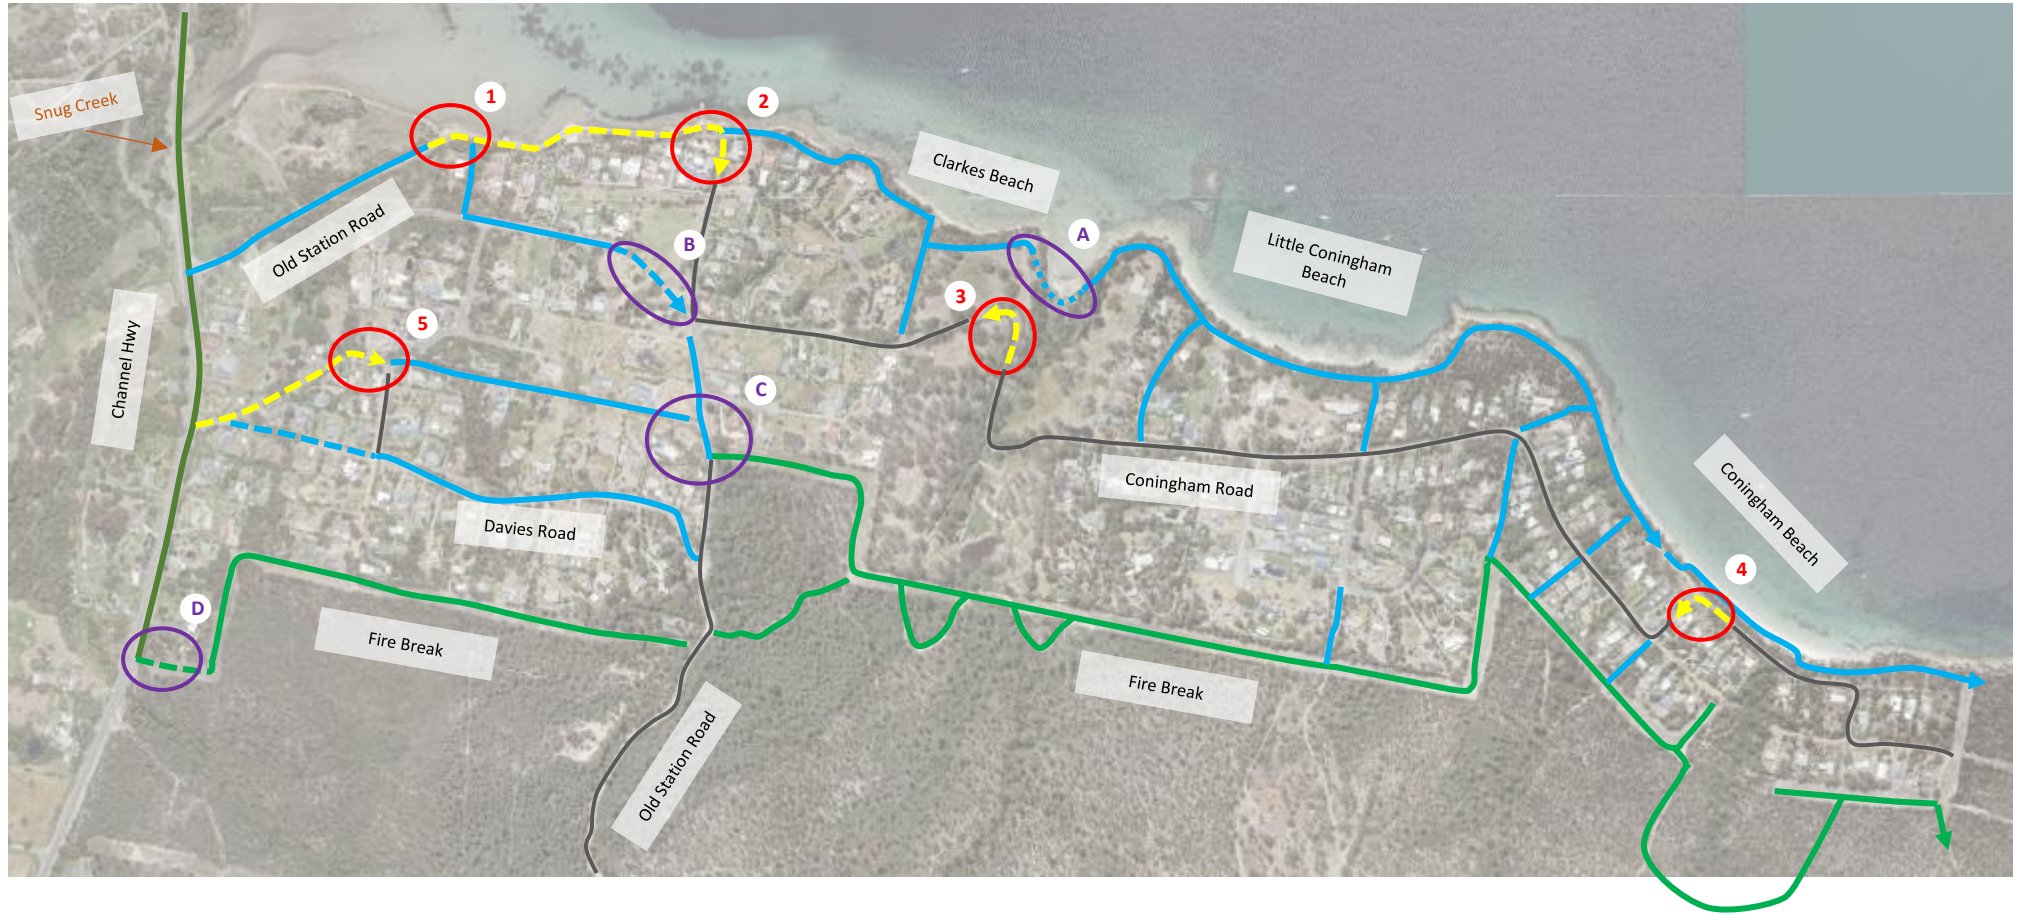 1
2
Snug Creek
Clarkes Beach
A
B
Old Station Road
Little Coningham
Beach
3
5
Channel Hwy
C
Coningham Road
Coningham Beach
Davies Road
4
D
Fire Break
Fire Break
Old Station Road